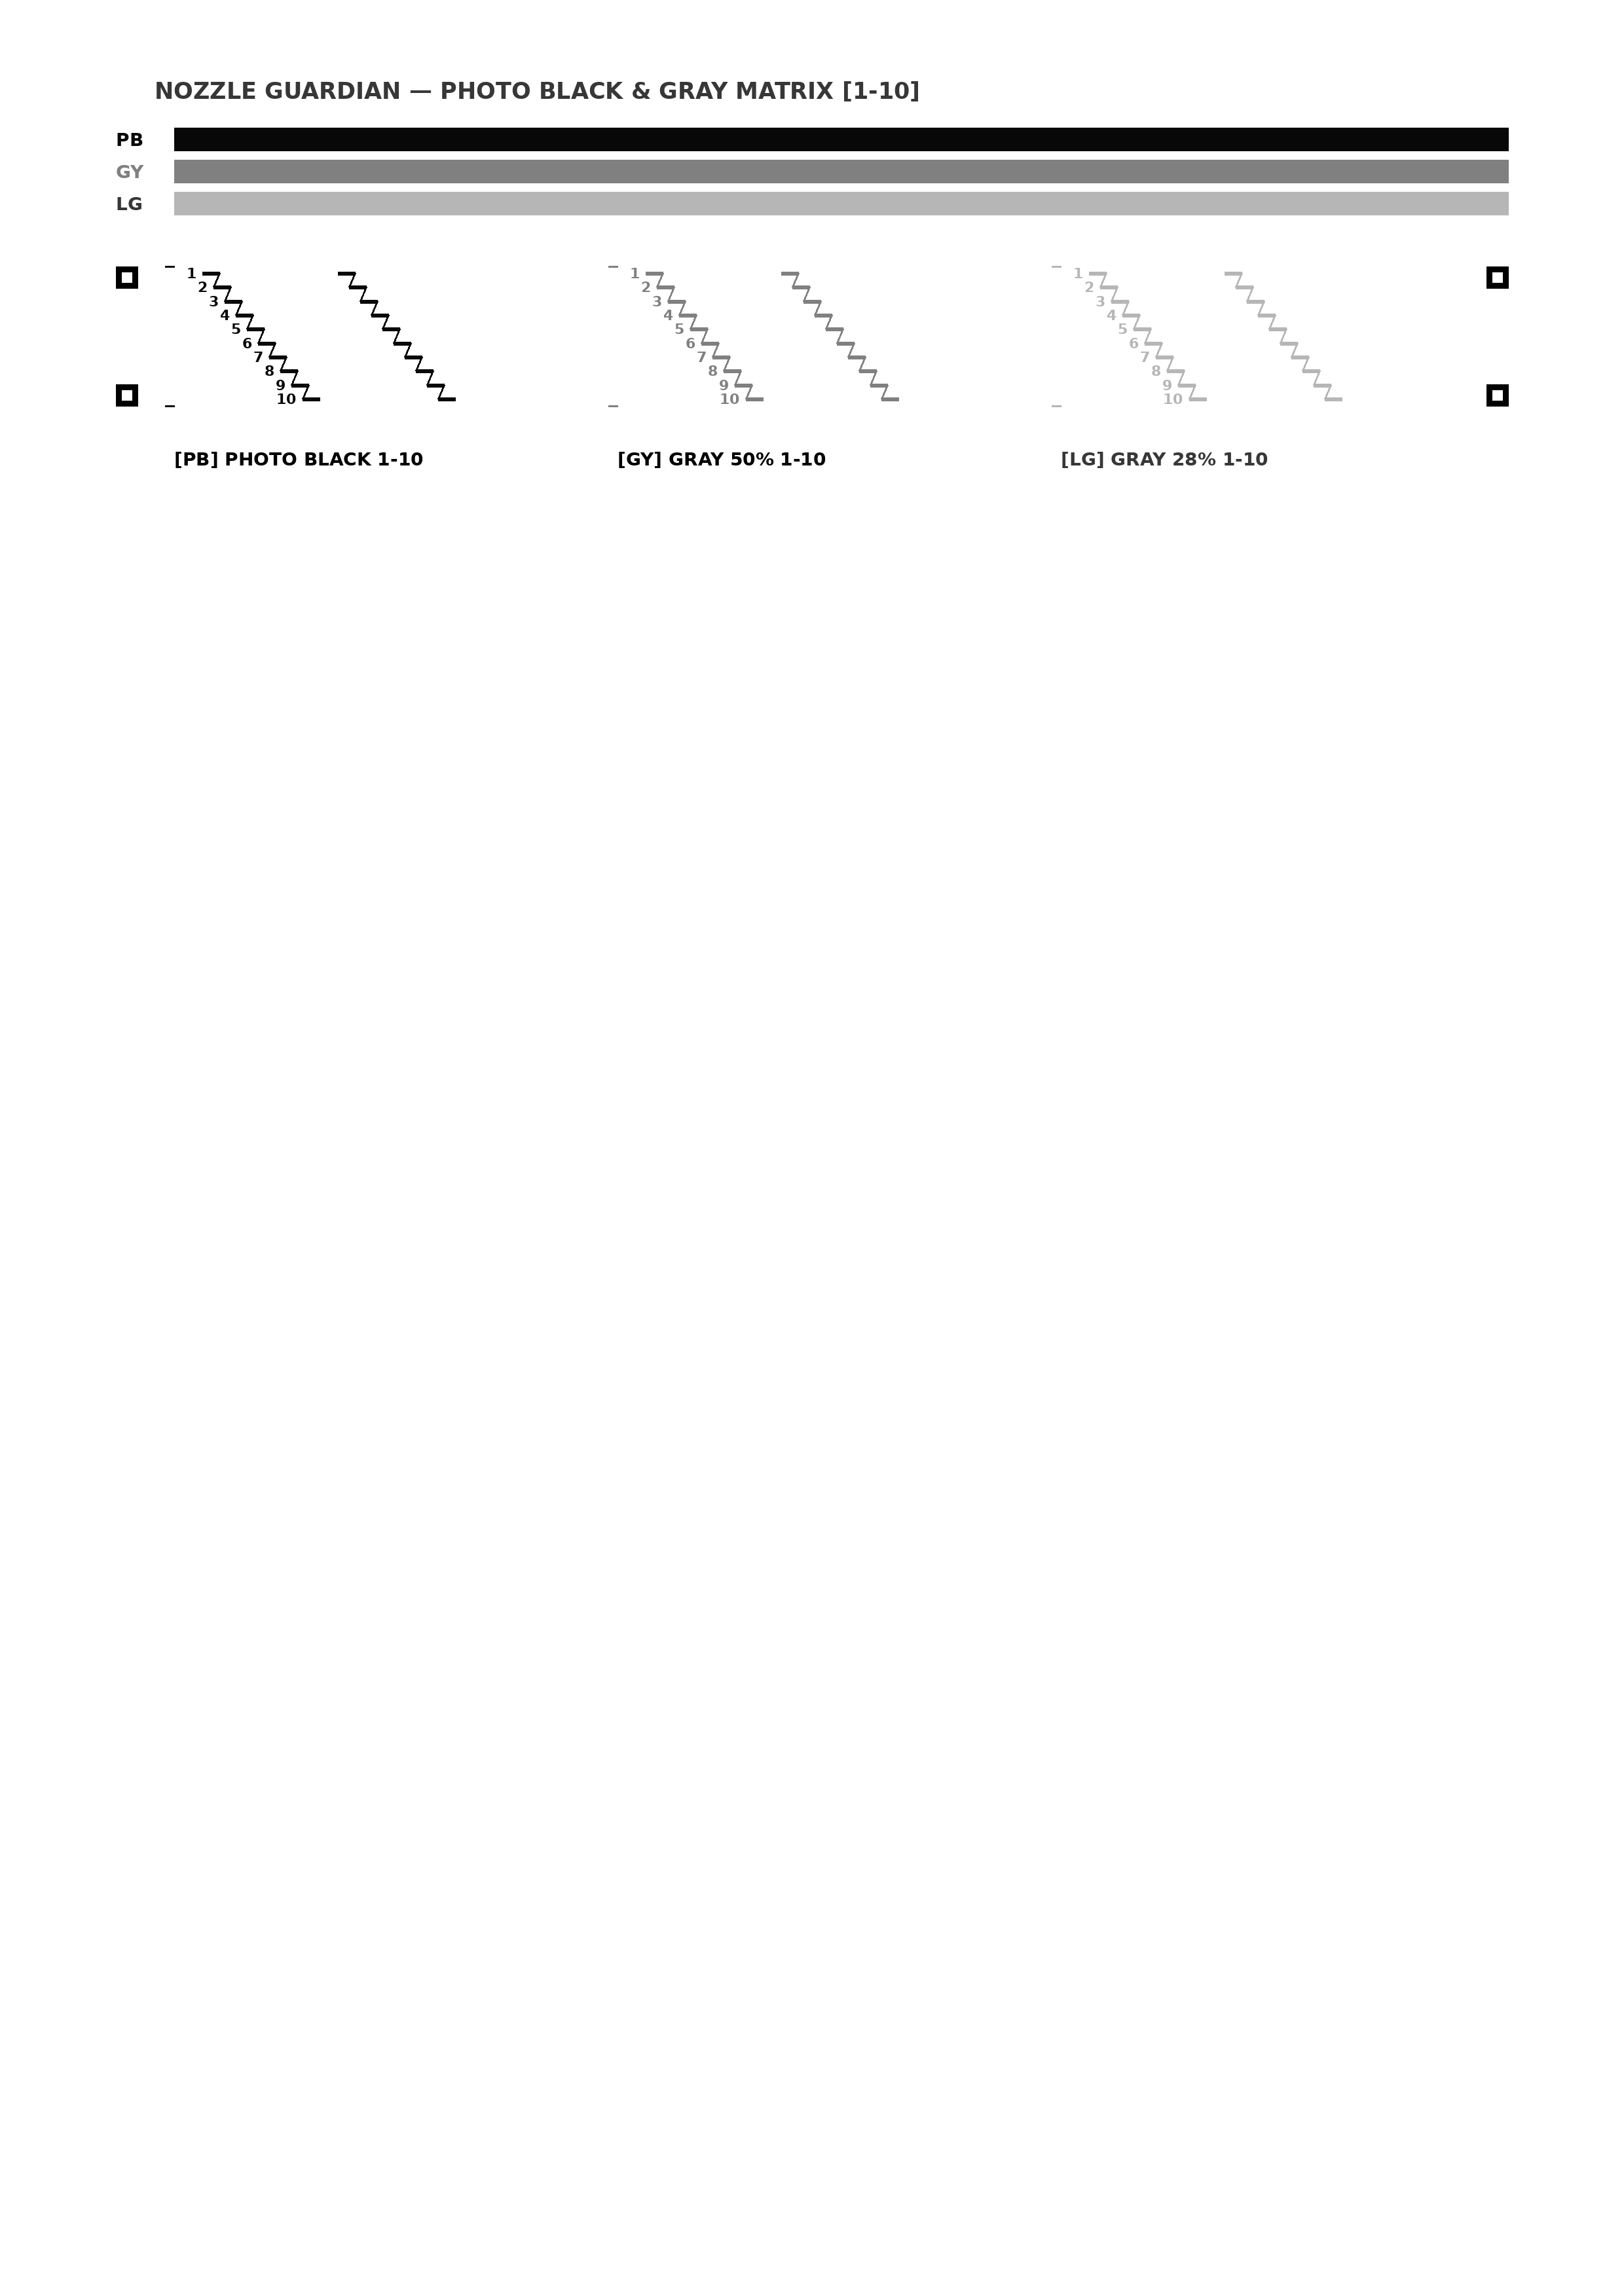 NOZZLE GUARDIAN — PHOTO BLACK & GRAY MATRIX [1-10]
PB
GY
LG
1 1 1
2 2 2
3 3 3
4 4 4
5 5 5
6 6 6
7 7 7
8 8 8
9 9 9
10 10 10
[PB] PHOTO BLACK 1-10 [GY] GRAY 50% 1-10 [LG] GRAY 28% 1-10